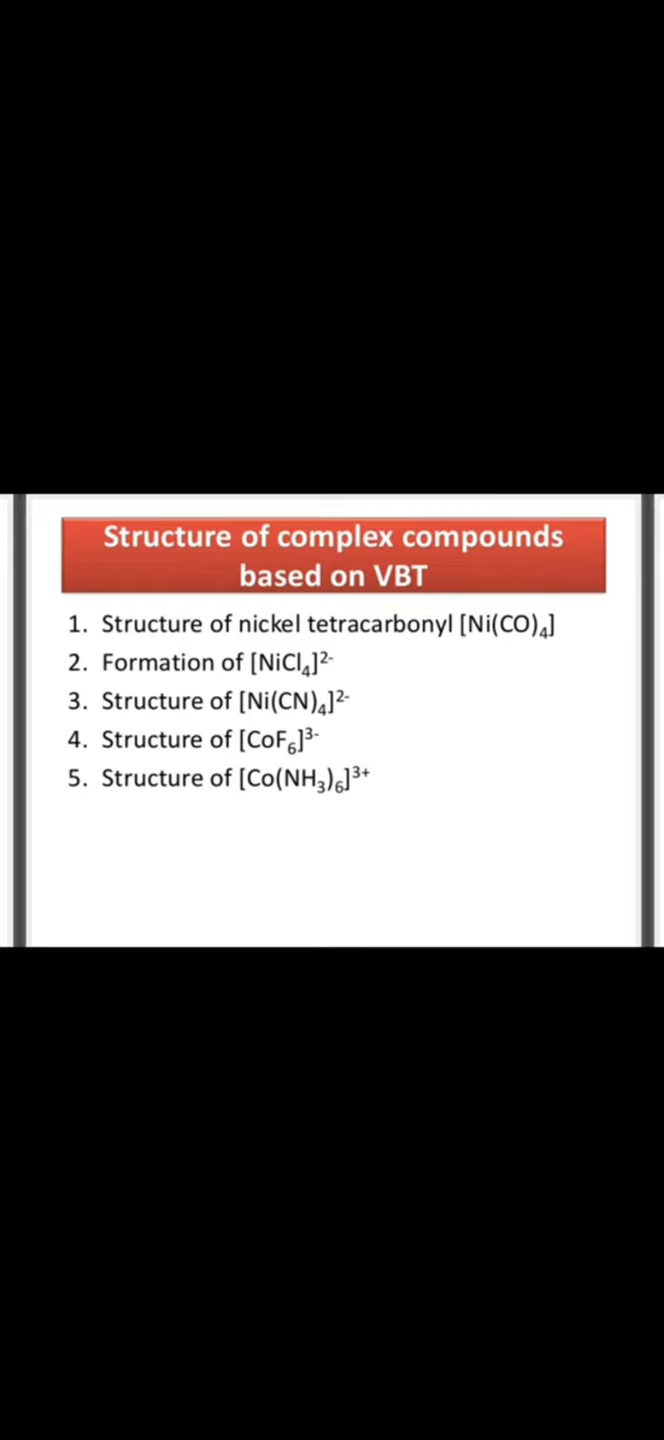 Structure of complex compounds
based on VBT
1. Structure of nickel tetracarbonyl [Ni(CO)₄]
2. Formation of [NiCl₄]²⁻
3. Structure of [Ni(CN)₄]²⁻
4. Structure of [CoF₆]³⁻
5. Structure of [Co(NH₃)₆]³⁺